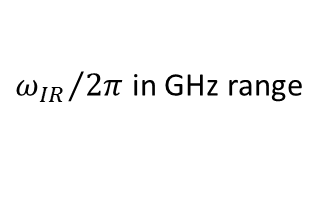 ω_IR/2π in GHz range